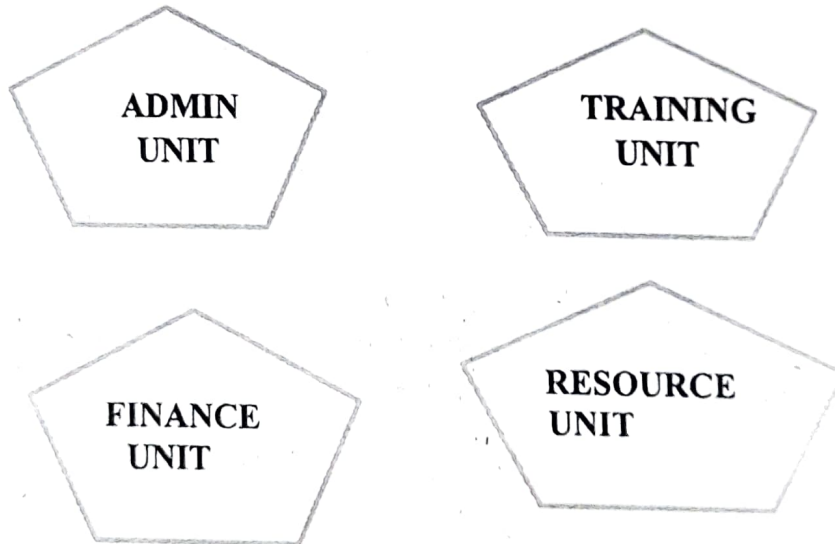 ADMIN
UNIT
TRAINING
UNIT
FINANCE
UNIT
RESOURCE
UNIT